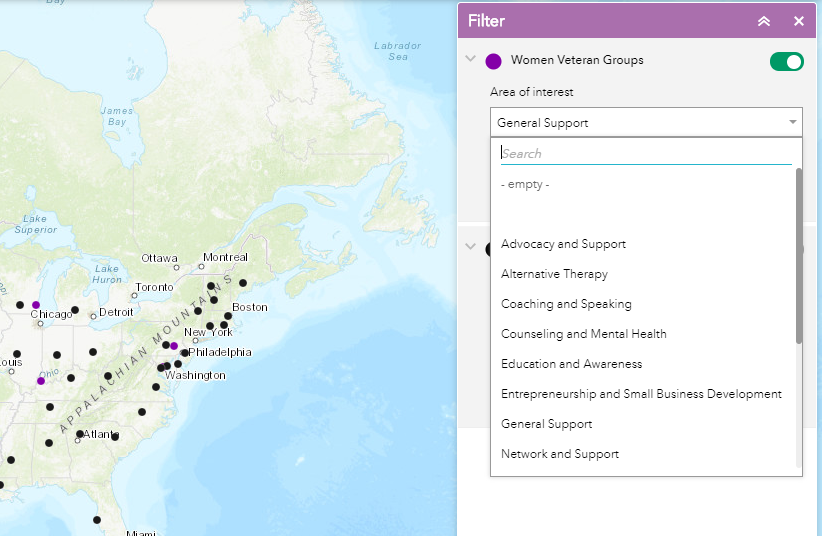 Filter
Women Veteran Groups
Area of interest
General Support
Search
- empty -
Advocacy and Support
Alternative Therapy
Coaching and Speaking
Counseling and Mental Health
Education and Awareness
Entrepreneurship and Small Business Development
General Support
Network and Support
Labrador
Sea
James
Bay
Lake
Superior
Ottawa
Montreal
Lake
Huron
Toronto
Chicago
Detroit
Boston
New York
Philadelphia
Washington
Ohio
APPALACHIAN MOUNTAINS
Atlanta
Miami